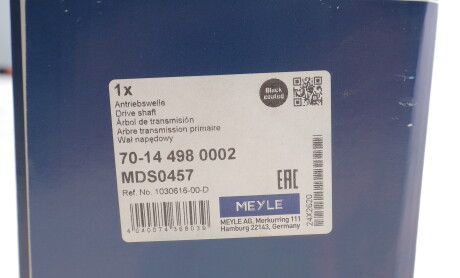 1x
Black coated
Antriebswelle
Drive shaft
Árbol de transmisión
Arbre transmission primaire
Wał napędowy
70-14 498 0002
MDS0457
Ref. No. 1030616-00-D
EAC
MEYLE
MEYLE AG, Merkurring 111
Hamburg 22143, Germany
24X2620